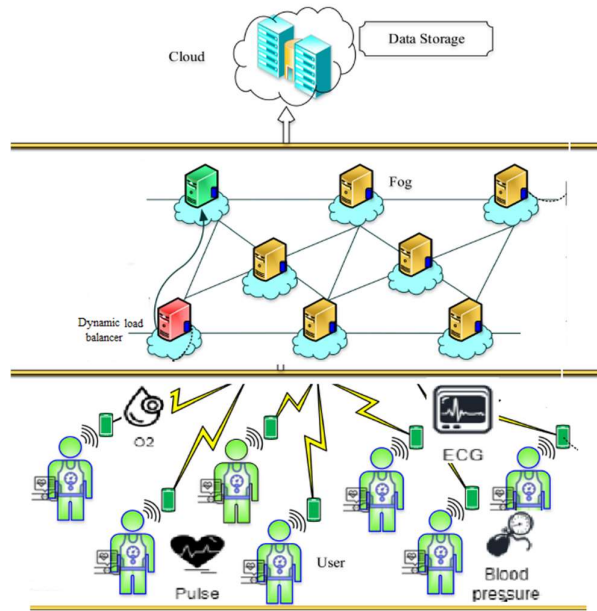 Data Storage
Cloud
Fog
Dynamic load
balancer
O2
ECG
User
Pulse
Blood
pressure